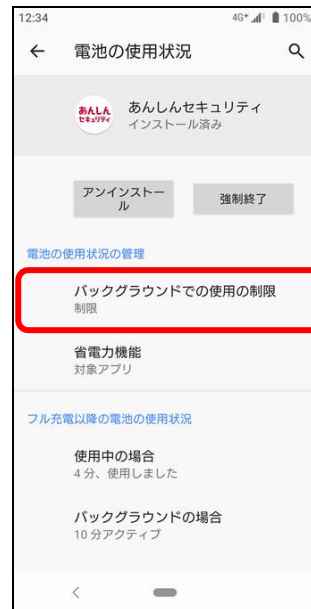 12:34 4G+ 100%
電池の使用状況
あんしん
セキュリティ
あんしんセキュリティ
インストール済み
アンインストー
ル
強制終了
電池の使用状況の管理
バックグラウンドでの使用の制限
制限
省電力機能
対象アプリ
フル充電以降の電池の使用状況
使用中の場合
4 分、使用しました
バックグラウンドの場合
10 分アクティブ